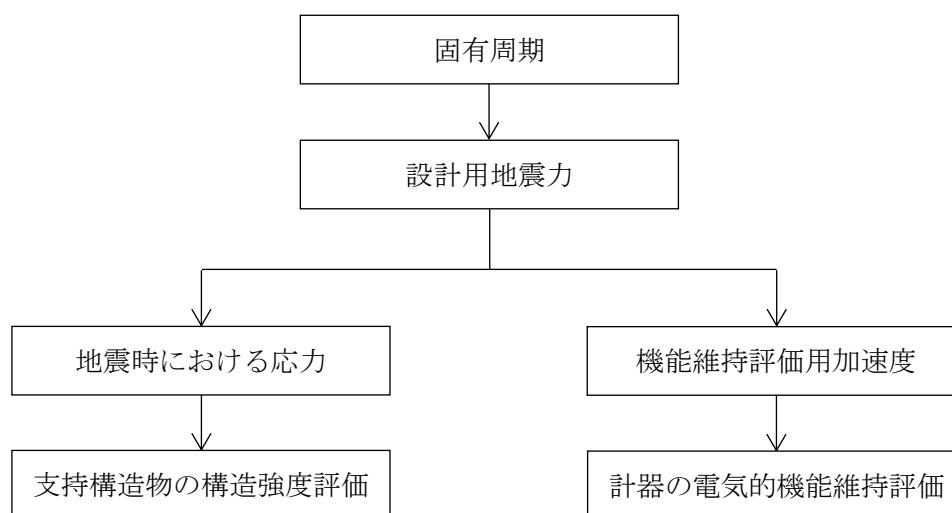 固有周期
設計用地震力
地震時における応力
機能維持評価用加速度
支持構造物の構造強度評価
計器の電気的機能維持評価